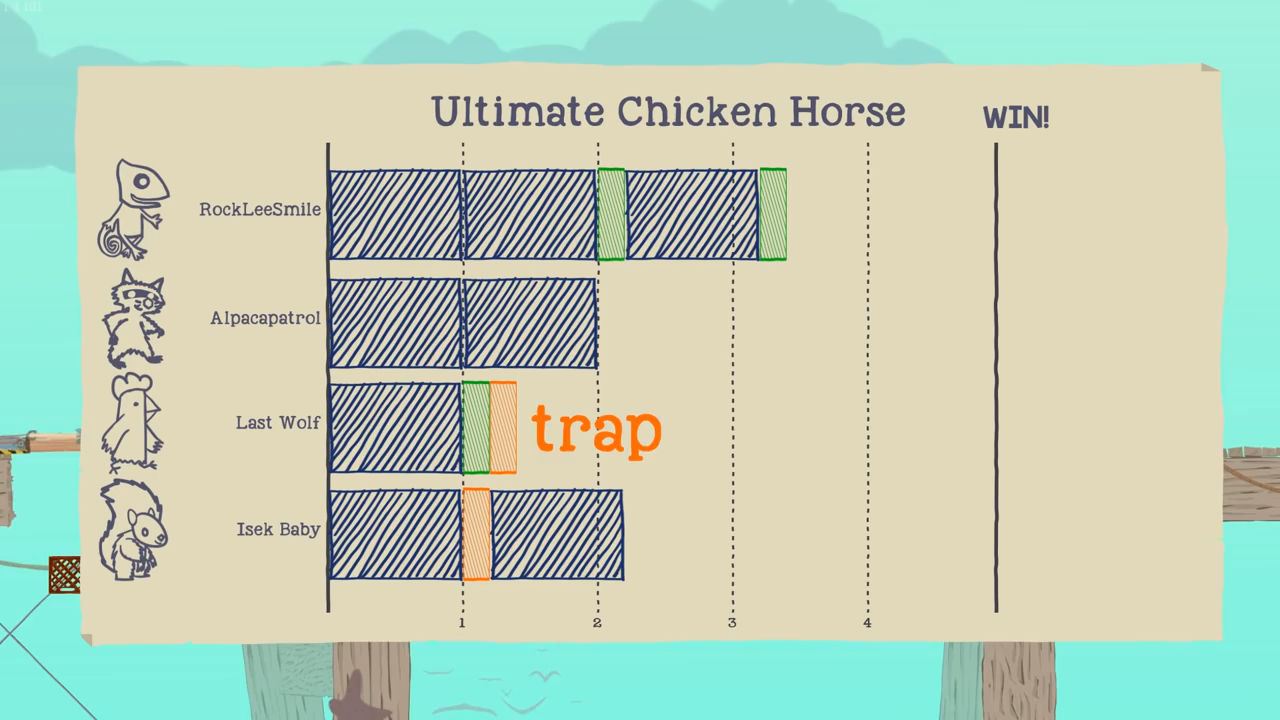 Ultimate Chicken Horse
WIN!
RockLeeSmile
Alpacapatrol
Last Wolf
trap
Isek Baby
1 2 3 4